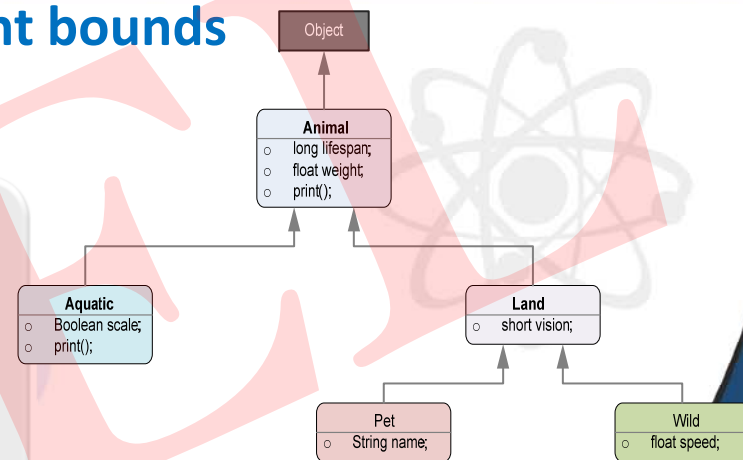 nt bounds
Object
Animal
○ long lifespan;
○ float weight;
○ print();
Aquatic
○ Boolean scale;
○ print();
Land
○ short vision;
Pet
○ String name;
Wild
○ float speed;